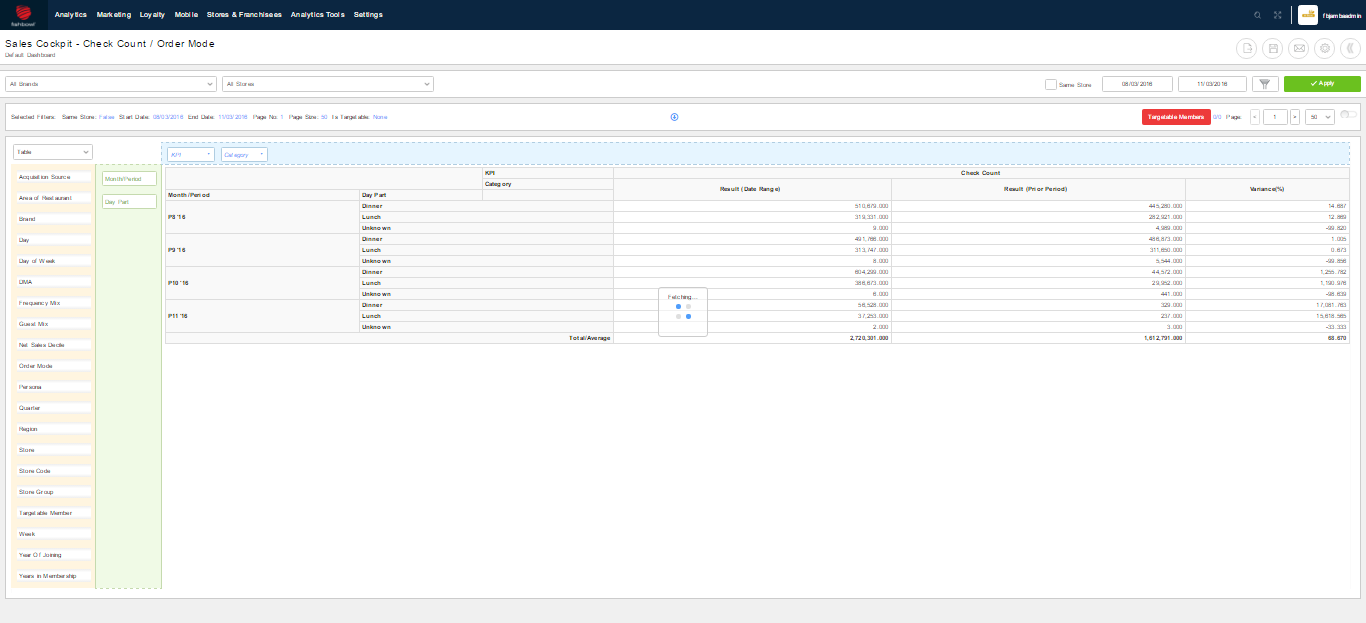 fishbowl Analytics Marketing Loyalty Mobile Stores & Franchisees Analytics Tools Settings fbjambaadmin
Sales Cockpit - Check Count / Order Mode
Default Dashboard
All Brands All Stores Same Store 08/03/2016 11/03/2016 Apply
Selected Filters: Same Store: False Start Date: 08/03/2016 End Date: 11/03/2016 Page No: 1 Page Size: 50 Is Targetable: None Targetable Members 0/0 Page: 1 50
Table KPI Category
Acquisition Source
Area of Restaurant
Brand
Day
Day of Week
DMA
Frequency Mix
Guest Mix
Net Sales Decile
Order Mode
Persona
Quarter
Region
Store
Store Code
Store Group
Targetable Member
Week
Year Of Joining
Years in Membership
Month/Period
Day Part
KPI Check Count
Category
Month/Period Day Part Result (Date Range) Result (Prior Period) Variance(%)
P8 '16 Dinner 510,679.000 445,280.000 14.687
Lunch 319,331.000 282,921.000 12.869
Unknown 9.000 4,989.000 -99.820
P9 '16 Dinner 491,766.000 486,873.000 1.005
Lunch 313,747.000 311,650.000 0.673
Unknown 8.000 5,544.000 -99.856
P10 '16 Dinner 604,299.000 44,572.000 1,255.782
Lunch 386,673.000 29,952.000 1,190.976
Unknown 6.000 441.000 -98.639
P11 '16 Dinner 56,528.000 329.000 17,081.763
Lunch 37,253.000 237.000 15,618.565
Unknown 2.000 3.000 -33.333
Total/Average 2,720,301.000 1,612,791.000 68.670
Fetching...